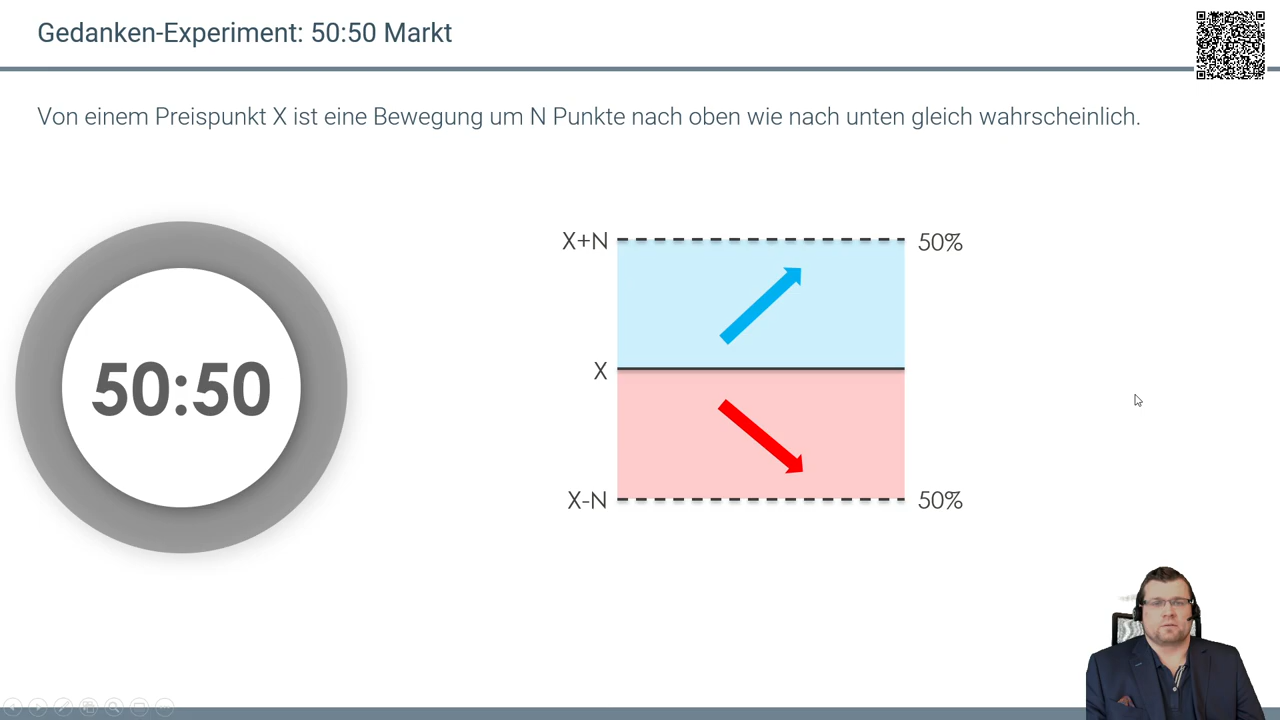 Gedanken-Experiment: 50:50 Markt
Von einem Preispunkt X ist eine Bewegung um N Punkte nach oben wie nach unten gleich wahrscheinlich.
50:50
X+N 50%
X
X-N 50%